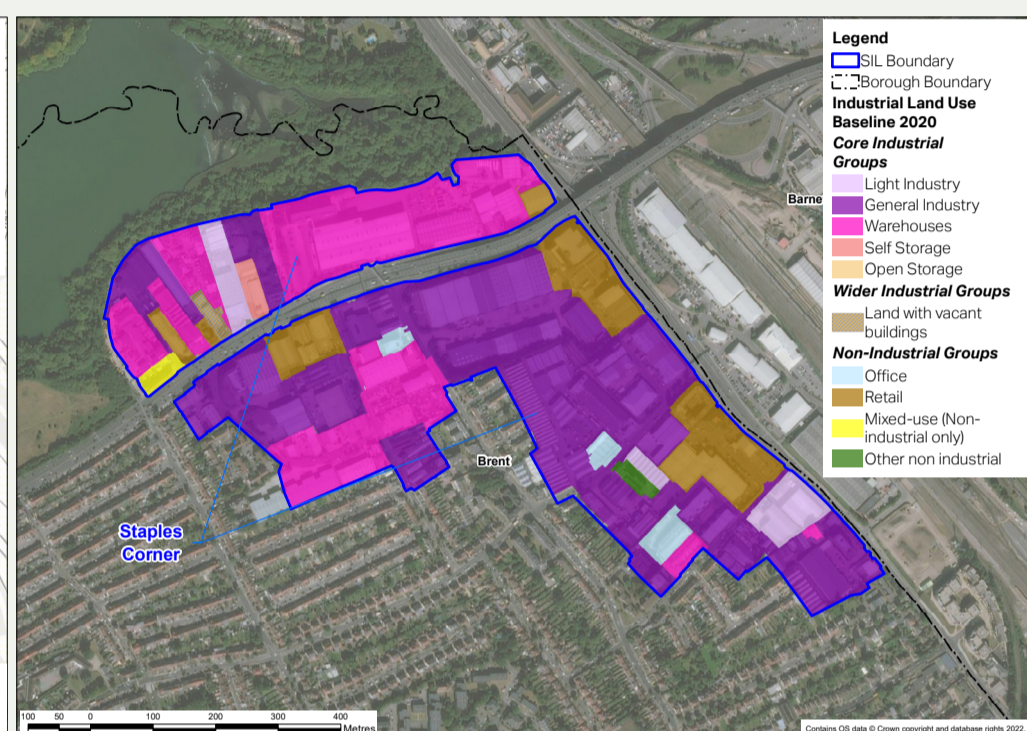 Legend
SIL Boundary
Borough Boundary
Industrial Land Use
Baseline 2020
Core Industrial
Groups
Light Industry
General Industry
Warehouses
Self Storage
Open Storage
Wider Industrial Groups
Land with vacant
buildings
Non-Industrial Groups
Office
Retail
Mixed-use (Non-
industrial only)
Other non industrial
Barne
Brent
Staples
Corner
100 50 0 100 200 300 400
Metres
Contains OS data © Crown copyright and database rights 2022